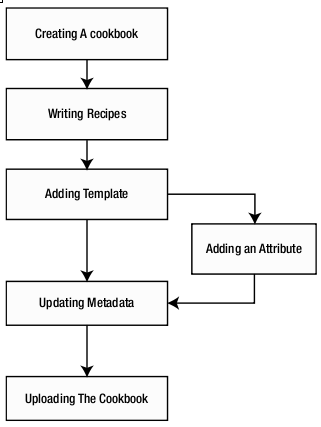 Creating A cookbook
Writing Recipes
Adding Template
Adding an Attribute
Updating Metadata
Uploading The Cookbook